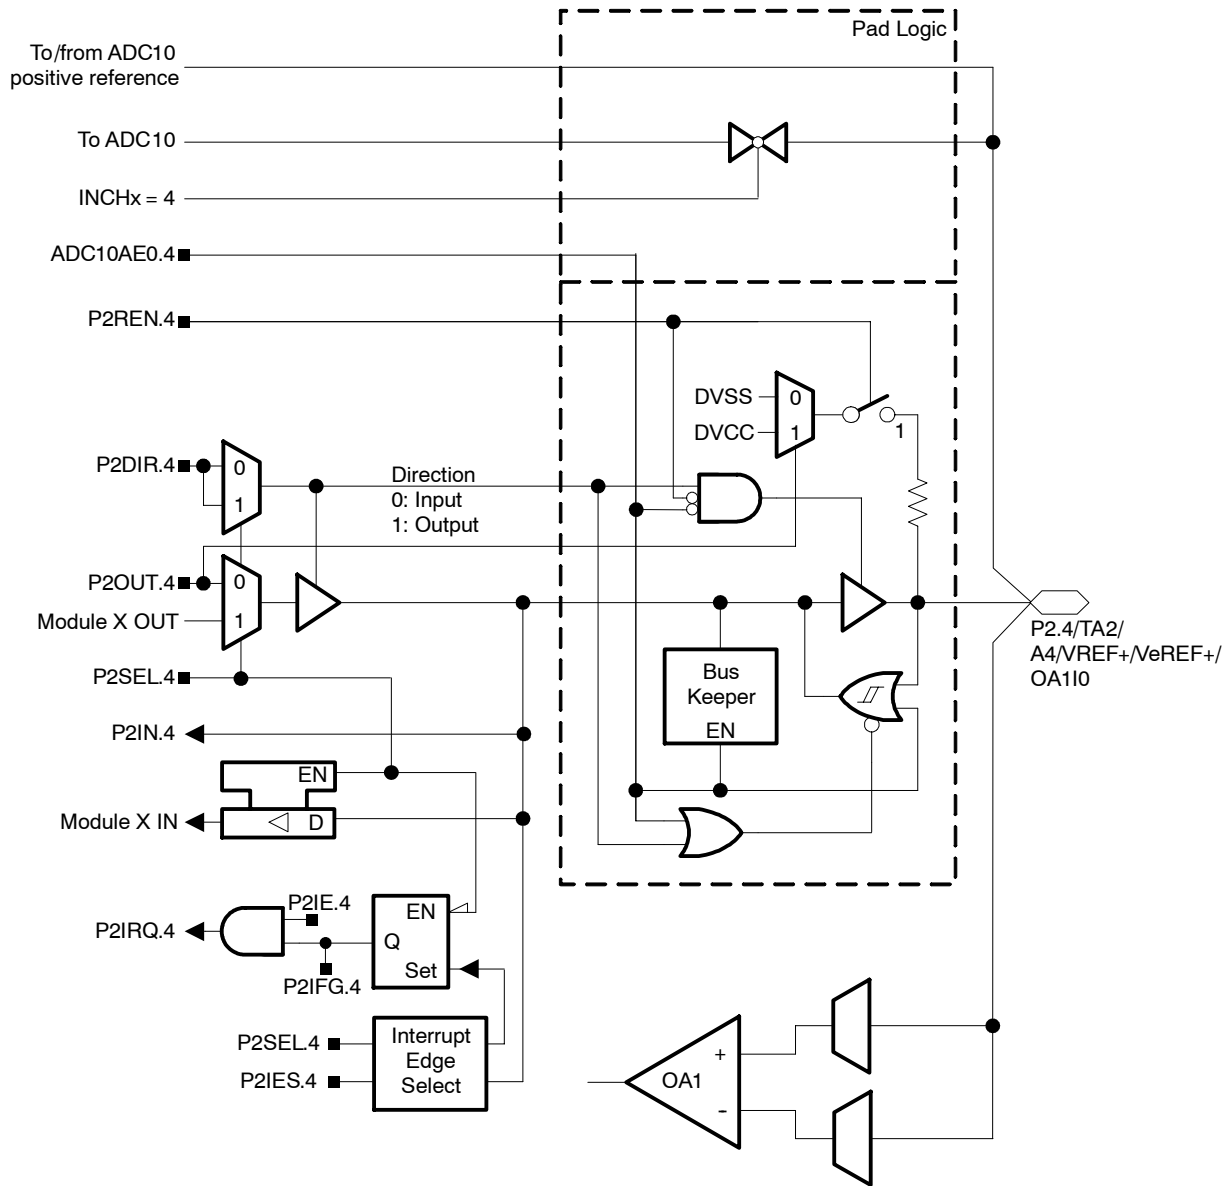 Pad Logic
To/from ADC10
positive reference
To ADC10
INCHx = 4
ADC10AE0.4
P2REN.4
DVSS
0
DVCC
1
1
P2DIR.4
0
1
Direction
0: Input
1: Output
P2OUT.4
0
Module X OUT
1
P2SEL.4
P2.4/TA2/
A4/VREF+/VeREF+/
OA1I0
Bus
Keeper
EN
P2IN.4
EN
Module X IN
D
P2IE.4
EN
P2IRQ.4
Q
Set
P2IFG.4
P2SEL.4
P2IES.4
Interrupt
Edge
Select
+
OA1
-